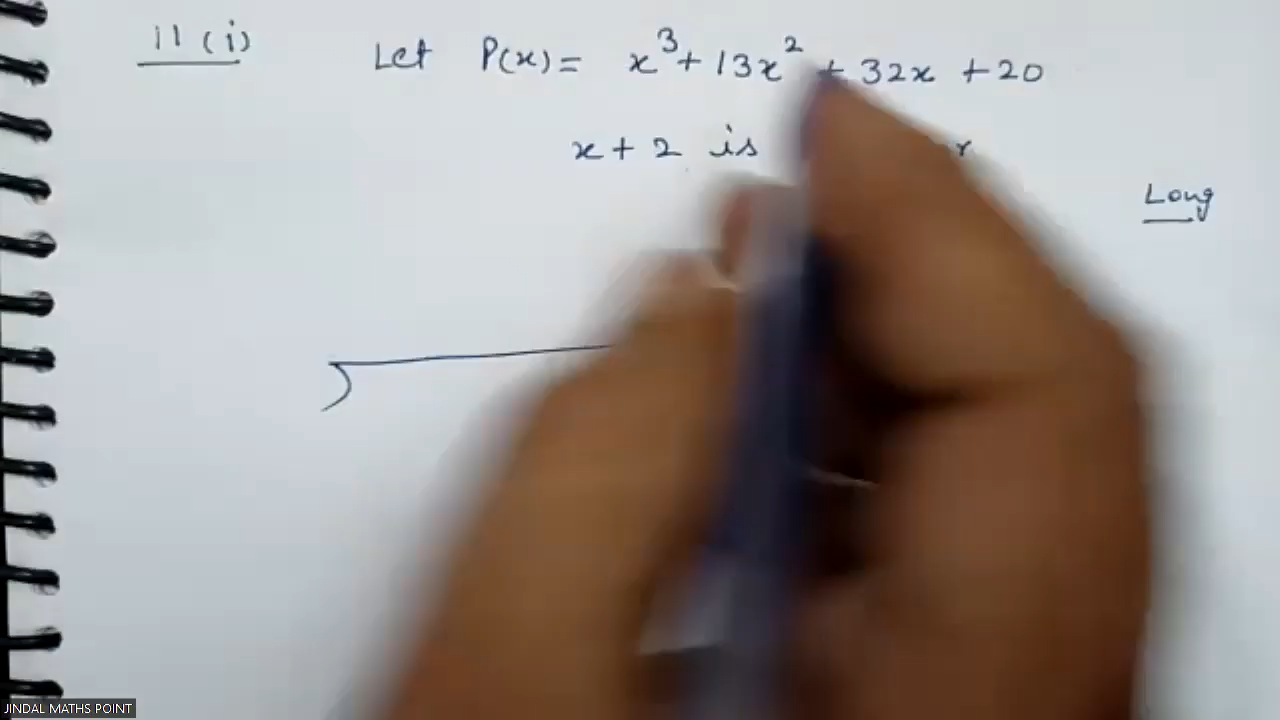 11 (i)
Let P(x) = x³ + 13x² + 32x + 20
x + 2 is
Long
JINDAL MATHS POINT